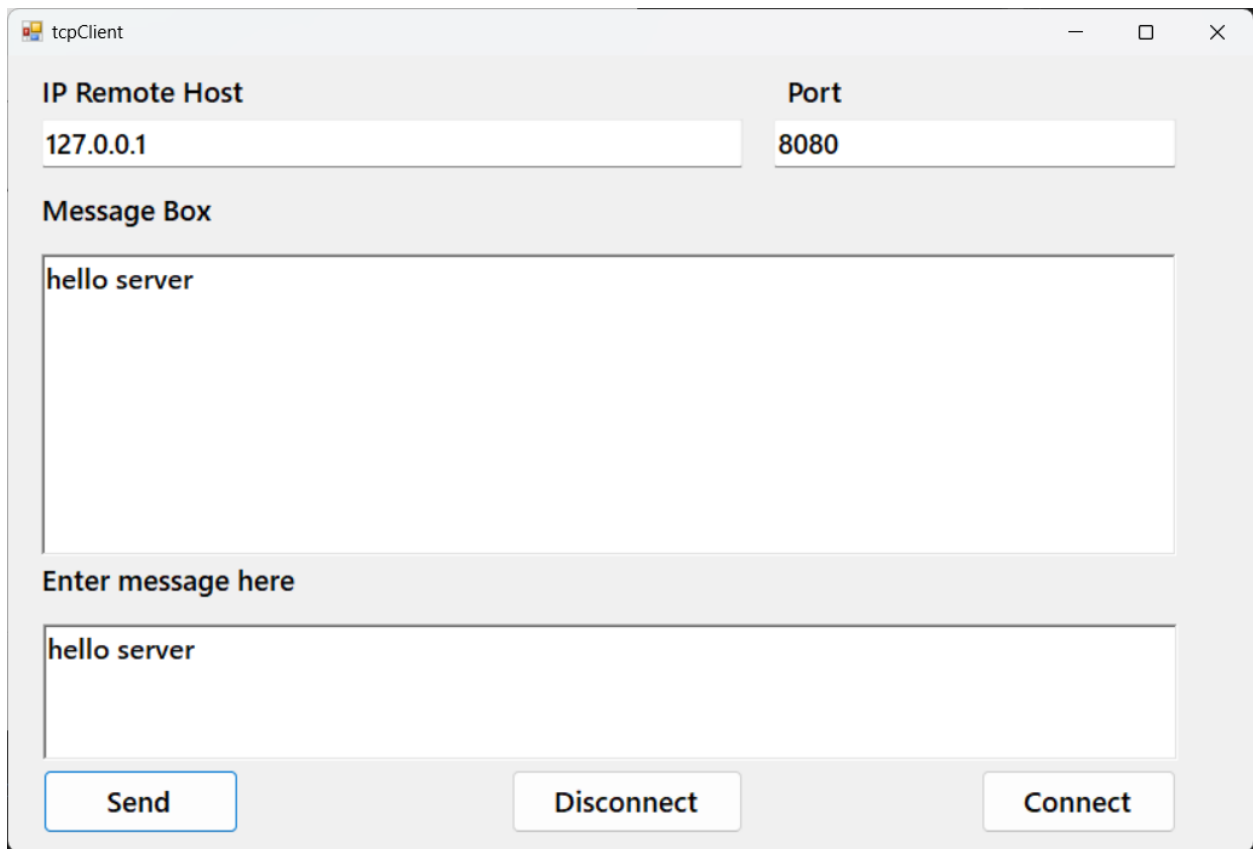 tcpClient
IP Remote Host Port
127.0.0.1 8080
Message Box
hello server
Enter message here
hello server
Send Disconnect Connect